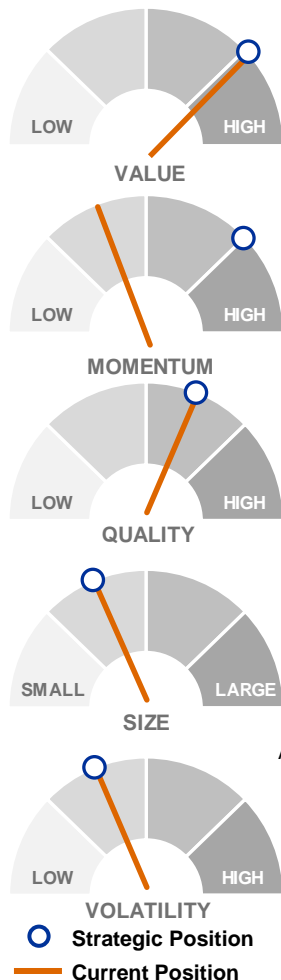 LOW HIGH
VALUE
LOW HIGH
MOMENTUM
LOW HIGH
QUALITY
SMALL LARGE
SIZE
LOW HIGH
VOLATILITY
Strategic Position
Current Position